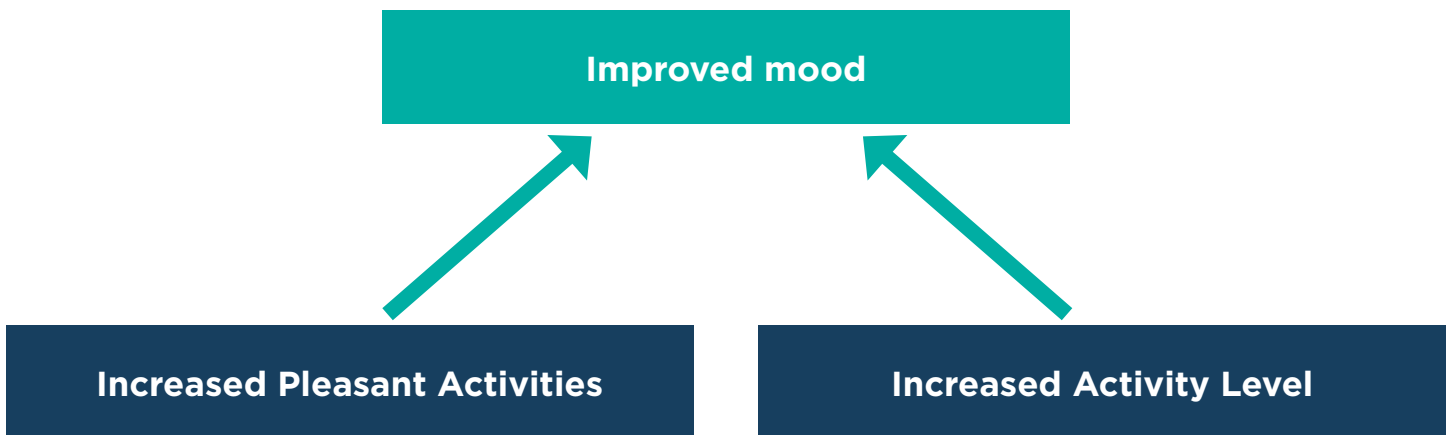 Improved mood
Increased Pleasant Activities
Increased Activity Level